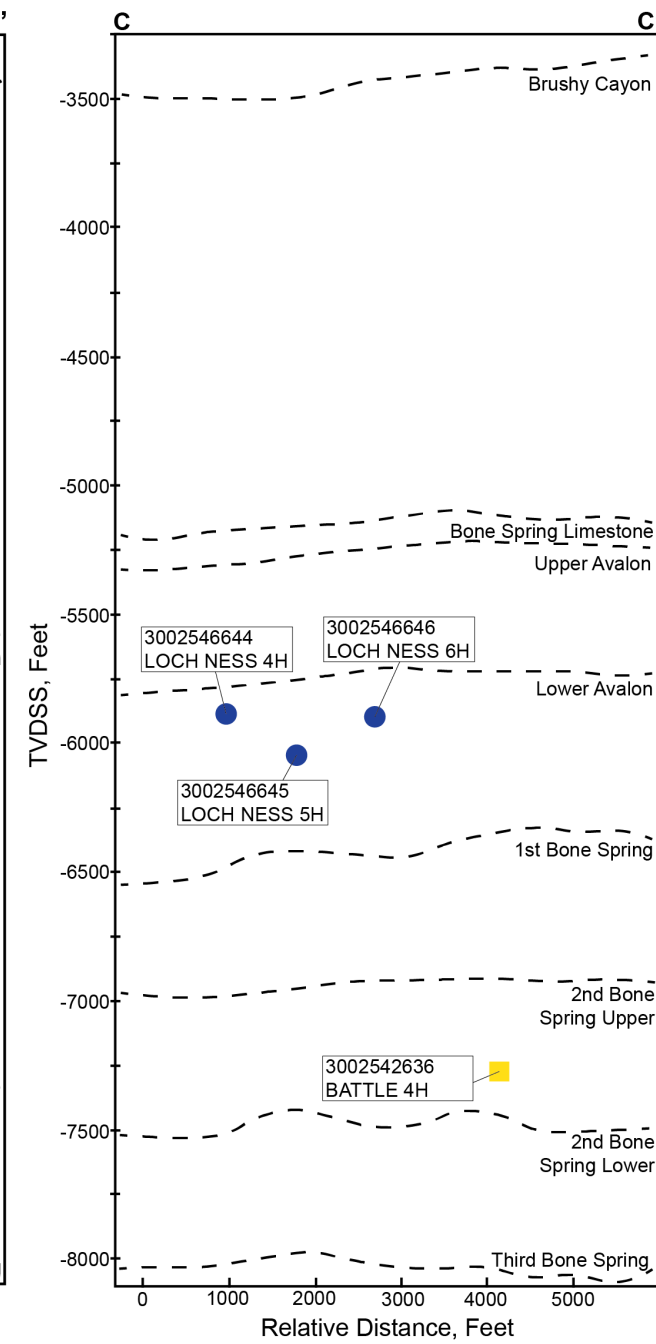 ’
C
C
Brushy Cayon
-3500
-4000
-4500
-5000
Bone Spring Limestone
Upper Avalon
-5500
3002546644
LOCH NESS 4H
3002546646
LOCH NESS 6H
Lower Avalon
TVDSS, Feet
-6000
3002546645
LOCH NESS 5H
1st Bone Spring
-6500
-7000
2nd Bone
Spring Upper
3002542636
BATTLE 4H
-7500
2nd Bone
Spring Lower
-8000
Third Bone Spring
0
1000
2000
3000
4000
5000
Relative Distance, Feet